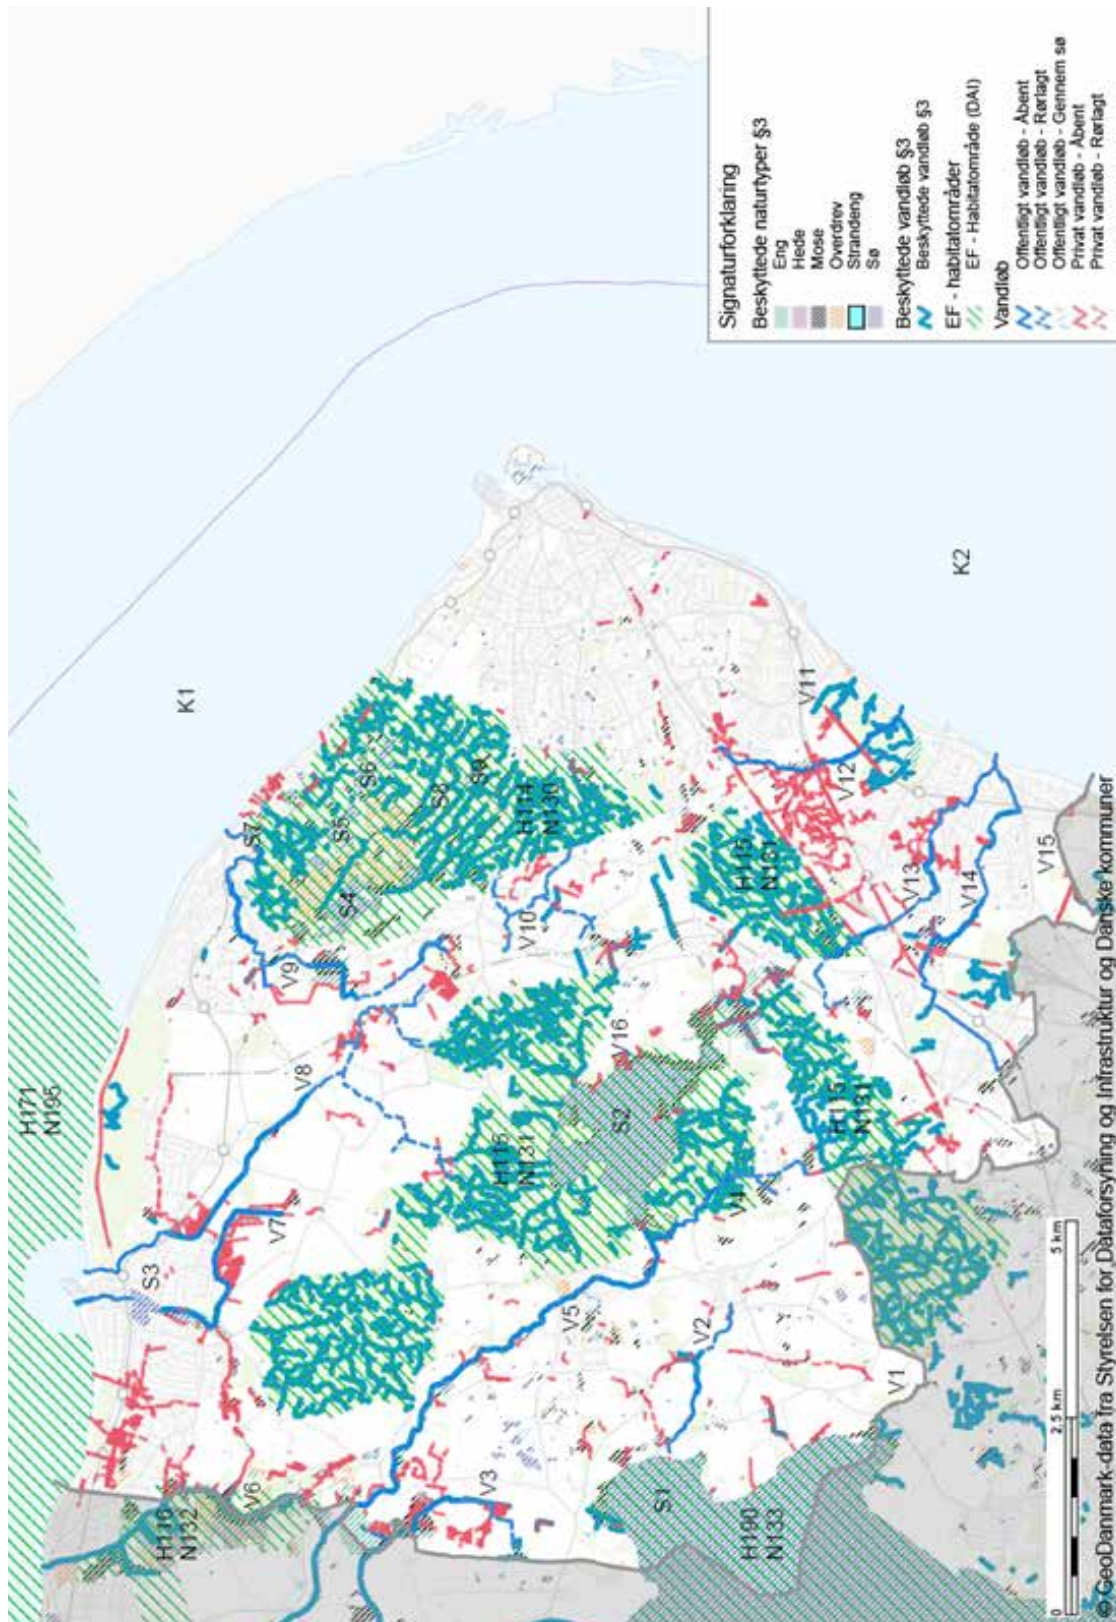 Signaturforklaring
Beskyttede naturtyper §3
Eng
Hede
Mose
Overdrev
Strandeng
Sø
Beskyttede vandløb §3
Beskyttede vandløb §3
EF - habitatområder
EF - Habitatområde (DAI)
Vandløb
Offentligt vandløb - Åbent
Offentligt vandløb - Rørlagt
Offentligt vandløb - Gennem sø
Privat vandløb - Åbent
Privat vandløb - Rørlagt
H171
N195
K1
S3
V8
V9
S7
S4
S5
S6
S8
S9
H116
N132
V6
V7
V10
H114
N130
N131
V16
S2
H115
N131
V11
V12
K2
V3
V5
V4
V2
S1
H190
N133
V1
H115
N131
V13
V14
V15
0
2,5 km
5 km
© GeoDanmark-data fra Styrelsen for Dataforsyning og Infrastruktur og Danske kommuner